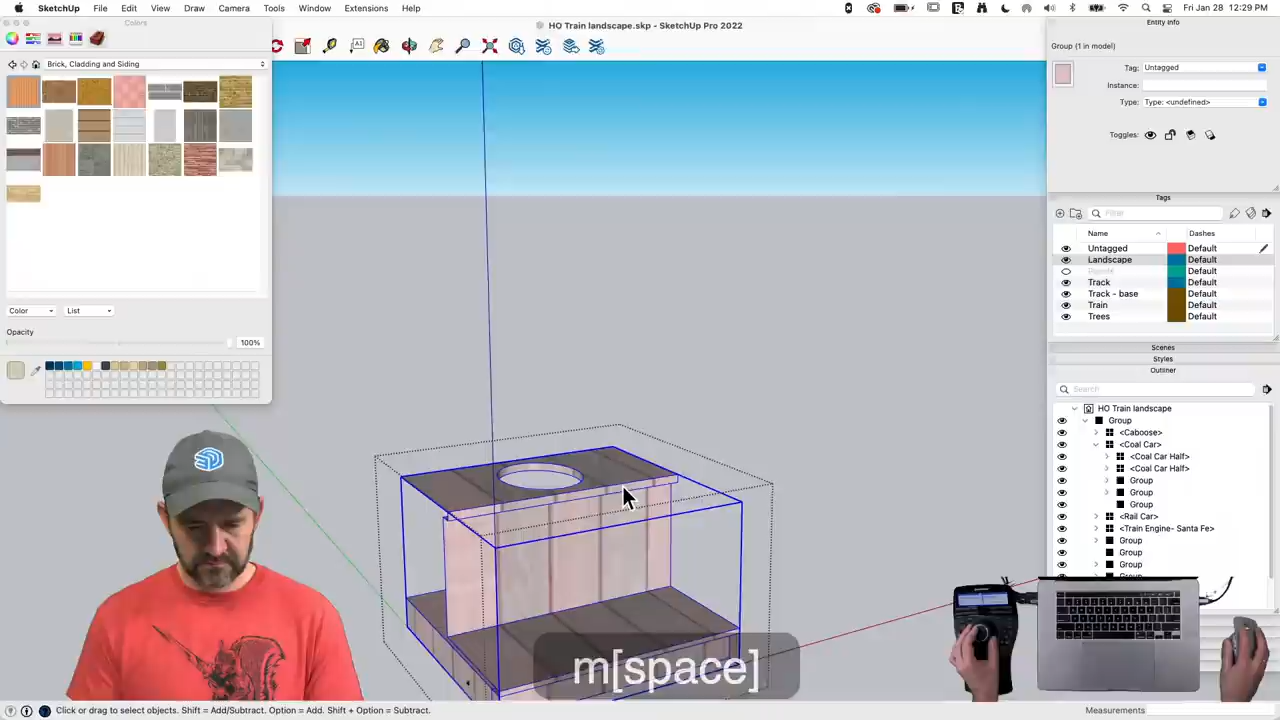 SketchUp File Edit View Draw Camera Tools Window Extensions Help
Fri Jan 28 12:29 PM
Colors
HO Train landscape.skp - SketchUp Pro 2022
Entity Info
Brick, Cladding and Siding
Group (1 in model)
Tag: Untagged
Instance:
Type: Type: <undefined>
Toggles:
Tags
Filter
Name Dashes
Untagged Default
Landscape Default
Default
Track Default
Track - base Default
Train Default
Trees Default
Color List
Opacity
100%
Scenes
Styles
Outliner
Search
HO Train landscape
Group
<Caboose>
<Coal Car>
<Coal Car Half>
<Coal Car Half>
Group
Group
Group
<Rail Car>
<Train Engine- Santa Fe>
Group
Group
Group
m[space]
Click or drag to select objects. Shift = Add/Subtract. Option = Add. Shift + Option = Subtract.
Measurements